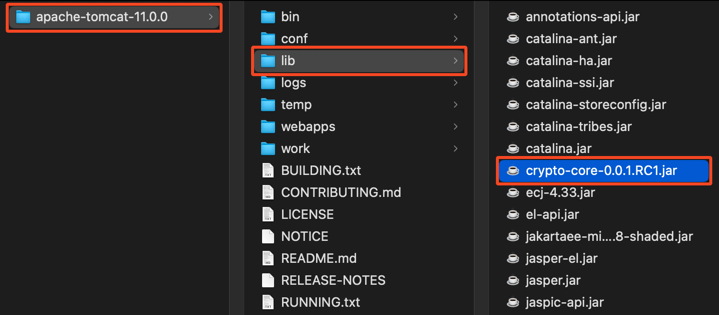 apache-tomcat-11.0.0
bin
conf
lib
logs
temp
webapps
work
BUILDING.txt
CONTRIBUTING.md
LICENSE
NOTICE
README.md
RELEASE-NOTES
RUNNING.txt
annotations-api.jar
catalina-ant.jar
catalina-ha.jar
catalina-ssi.jar
catalina-storeconfig.jar
catalina-tribes.jar
catalina.jar
crypto-core-0.0.1.RC1.jar
ecj-4.33.jar
el-api.jar
jakartaee-mi....8-shaded.jar
jasper-el.jar
jasper.jar
jaspic-api.jar